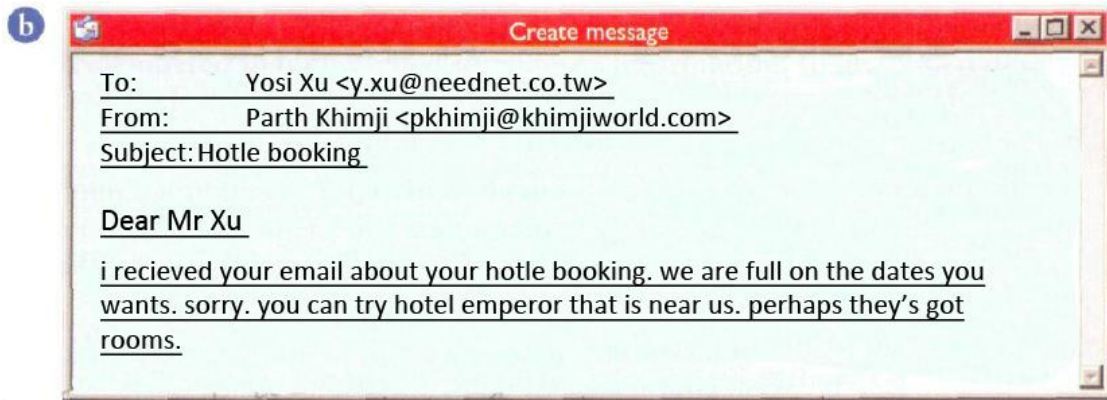 b
Create message
To: Yosi Xu <y.xu@neednet.co.tw>
From: Parth Khimji <pkhimji@khimjiworld.com>
Subject: Hotle booking
Dear Mr Xu
i recieved your email about your hotle booking. we are full on the dates you
wants. sorry. you can try hotel emperor that is near us. perhaps they’s got
rooms.